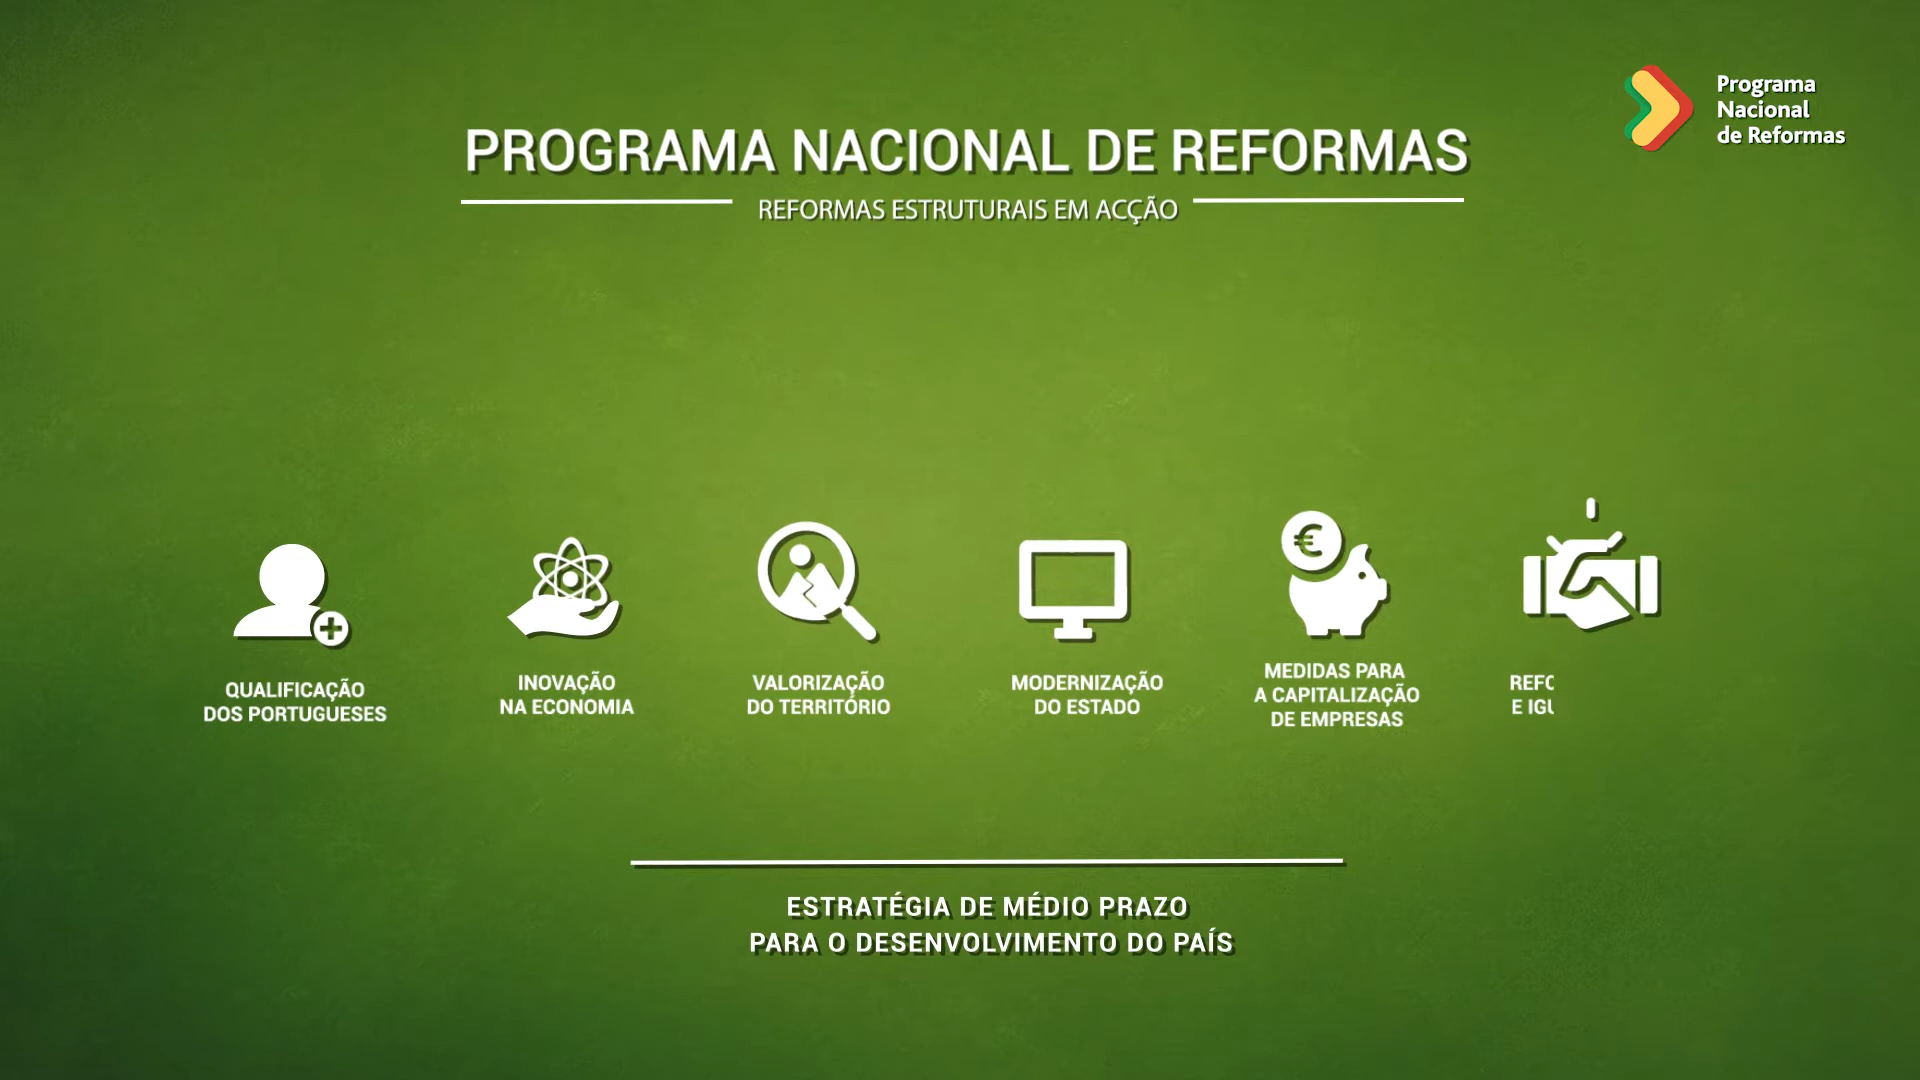 PROGRAMA NACIONAL DE REFORMAS
REFORMAS ESTRUTURAIS EM ACÇÃO
Programa
Nacional
de Reformas
QUALIFICAÇÃO
DOS PORTUGUESES
INOVAÇÃO
NA ECONOMIA
VALORIZAÇÃO
DO TERRITÓRIO
MODERNIZAÇÃO
DO ESTADO
€
MEDIDAS PARA
A CAPITALIZAÇÃO
DE EMPRESAS
E
ESTRATÉGIA DE MÉDIO PRAZO
PARA O DESENVOLVIMENTO DO PAÍS